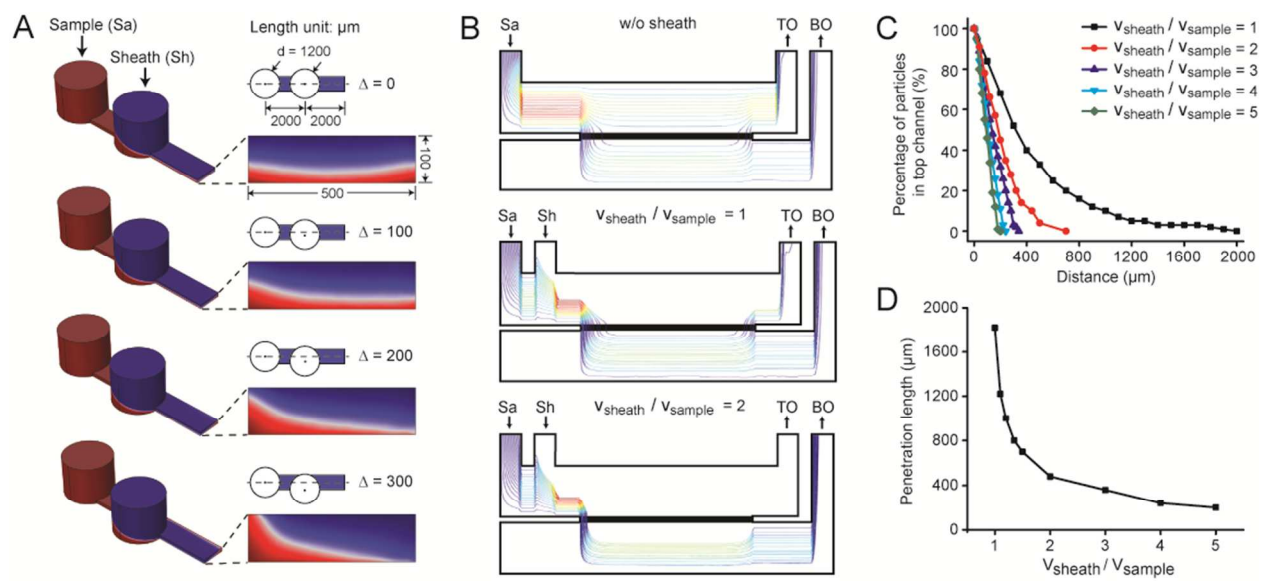 A
Sample (Sa)
Sheath (Sh)
Length unit: μm
d = 1200
Δ = 0
2000
2000
100
500
Δ = 100
Δ = 200
Δ = 300
B
w/o sheath
Sa
TO
BO
Sa
Sh
vsheath / vsample = 1
TO
BO
Sa
Sh
vsheath / vsample = 2
TO
BO
C
vsheath / vsample = 1
vsheath / vsample = 2
vsheath / vsample = 3
vsheath / vsample = 4
vsheath / vsample = 5
Percentage of particles
in top channel (%)
100
80
60
40
20
0
0
400
800
1200
1600
2000
Distance (μm)
D
Penetration length (μm)
2000
1600
1200
800
400
0
1
2
3
4
5
vsheath / vsample